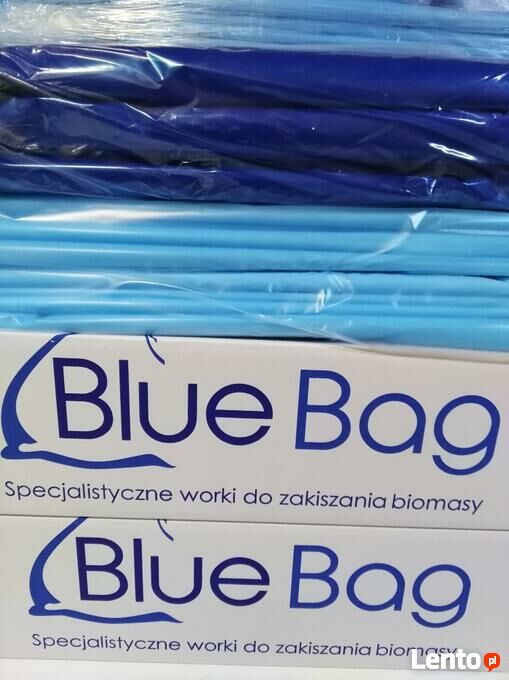 Blue Bag
Specjalistyczne worki do zakiszania biomasy
Blue Bag
Specjalistyczne worki do zakiszania biomasy
Lento.pl